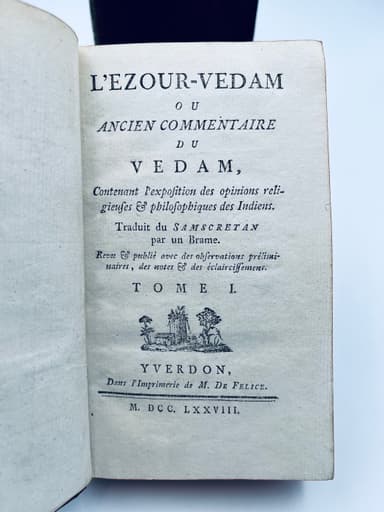 L'EZOUR-VEDAM
OU
ANCIEN COMMENTAIRE
DU
VEDAM,
Contenant l'exposition des opinions reli-
gieuses & philosophiques des Indiens.
Traduit du SAMSCRETAN
par un Brame.
Revu & publié avec des observations prélimi-
naires, des notes & des éclaircissemens.
TOME I.
YVERDON,
Dans l'Imprimerie de M. DE FELICE.
M. DCC. LXXVIII.